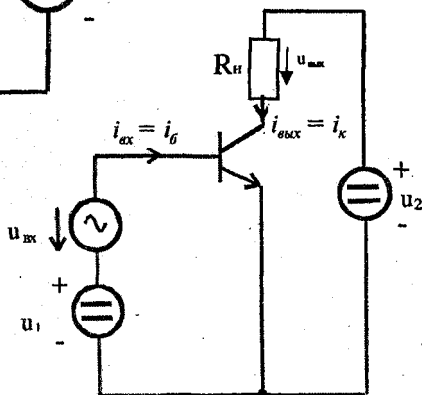 -
Rн
uвых
iвх = iб
iвых = iк
uвх
+
u2
-
+
u1
-